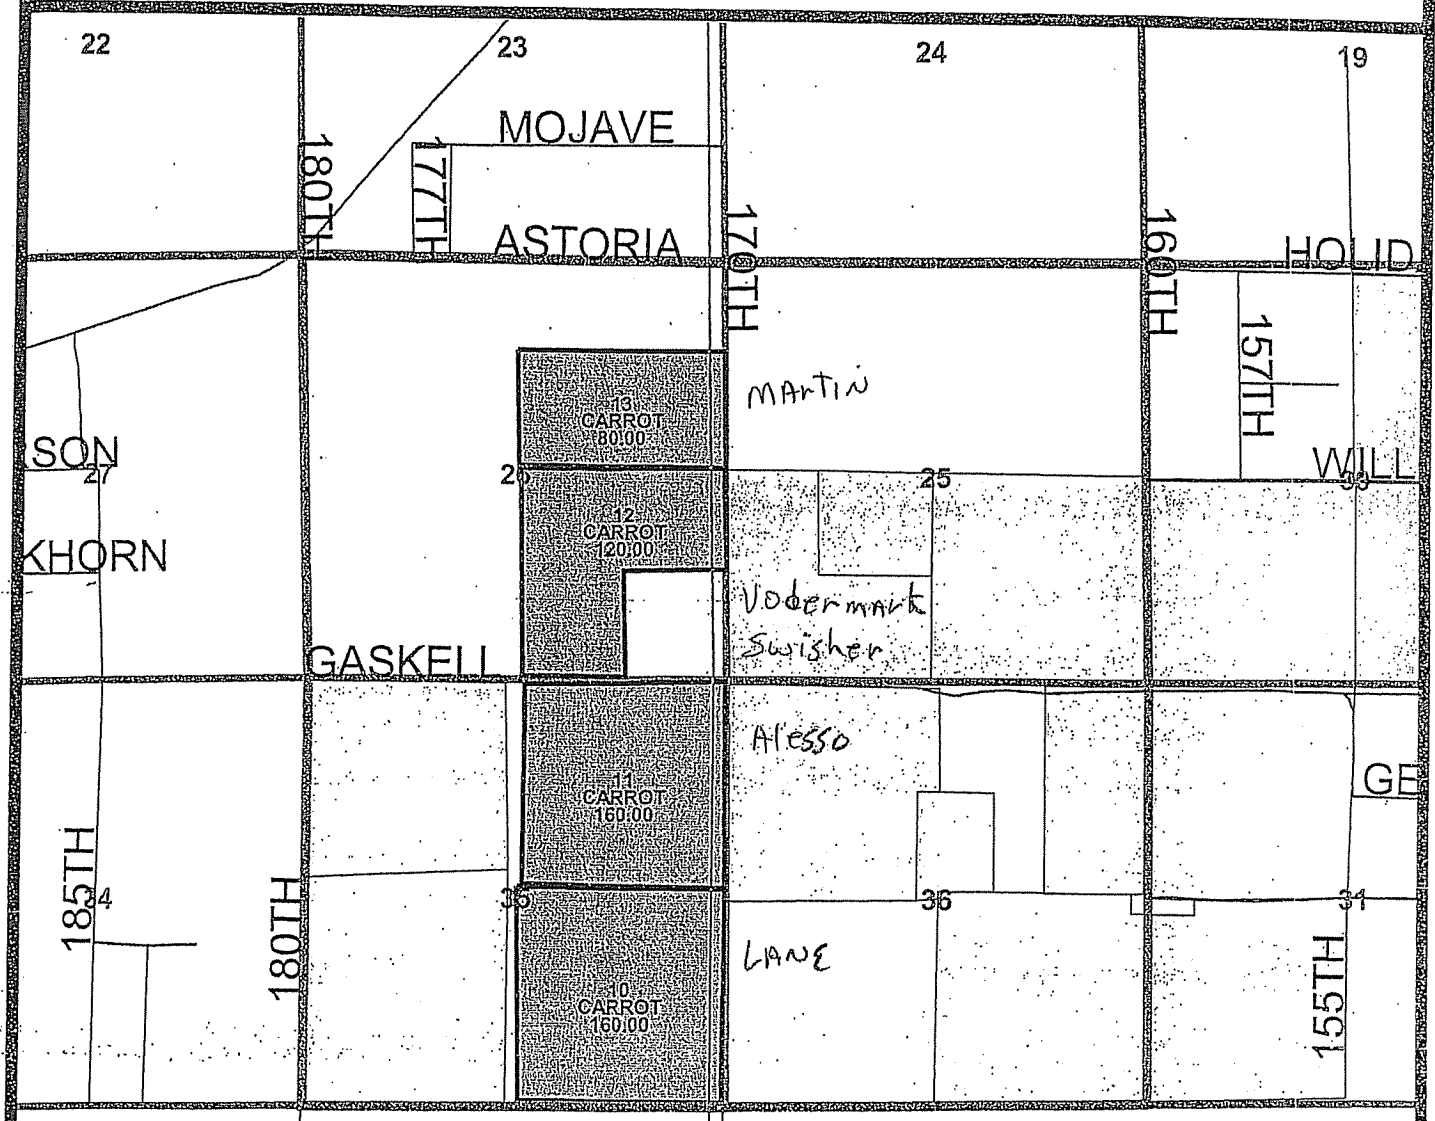 22
23
24
19
MOJAVE
180TH
177TH
ASTORIA
170TH
160TH
HOLID
157TH
13
CARROT
80.00
MArtiN
SON
27
25
WILL
12
CARROT
120.00
KHORN
Vodermark
Swisher
GASKELL
Alesso
11
CARROT
160.00
GE
185TH
34
180TH
35
36
31
LANE
10
CARROT
160.00
155TH